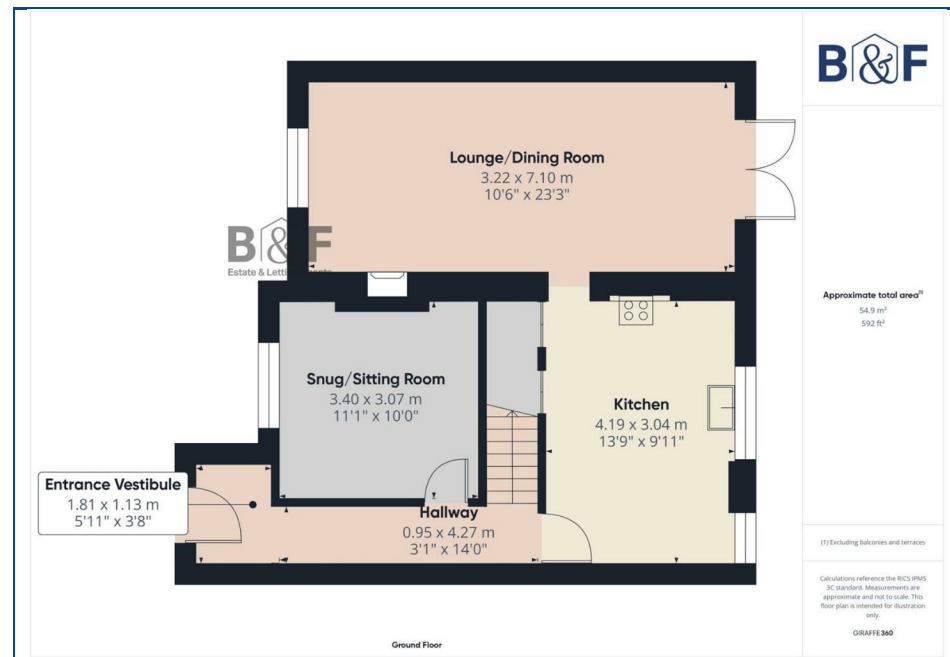 B&F
Lounge/Dining Room
3.22 x 7.10 m
10'6" x 23'3"
B&F
Estate & Letti
Snug/Sitting Room
3.40 x 3.07 m
11'1" x 10'0"
Kitchen
4.19 x 3.04 m
13'9" x 9'11"
Entrance Vestibule
1.81 x 1.13 m
5'11" x 3'8"
Hallway
0.95 x 4.27 m
3'1" x 14'0"
Ground Floor
Approximate total area(1)
54.9 m²
592 ft²
(1) Excluding balconies and terraces
Calculations reference the RICS IPMS
3C standard. Measurements are
approximate and not to scale. This
floor plan is intended for illustration
only.
GIRAFFE360